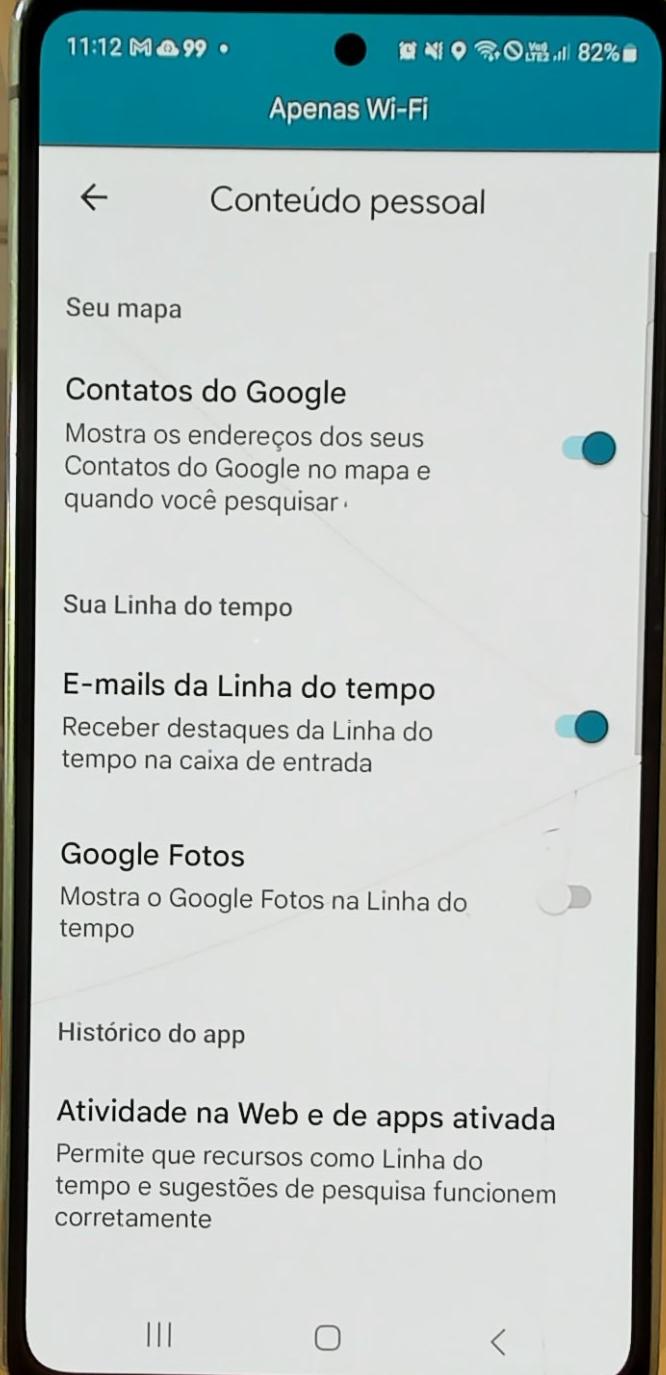 11:12 M 99 • Vo) LTE2 82%
Apenas Wi-Fi
Conteúdo pessoal
Seu mapa
Contatos do Google
Mostra os endereços dos seus
Contatos do Google no mapa e
quando você pesquisar
Sua Linha do tempo
E-mails da Linha do tempo
Receber destaques da Linha do
tempo na caixa de entrada
Google Fotos
Mostra o Google Fotos na Linha do
tempo
Histórico do app
Atividade na Web e de apps ativada
Permite que recursos como Linha do
tempo e sugestões de pesquisa funcionem
corretamente